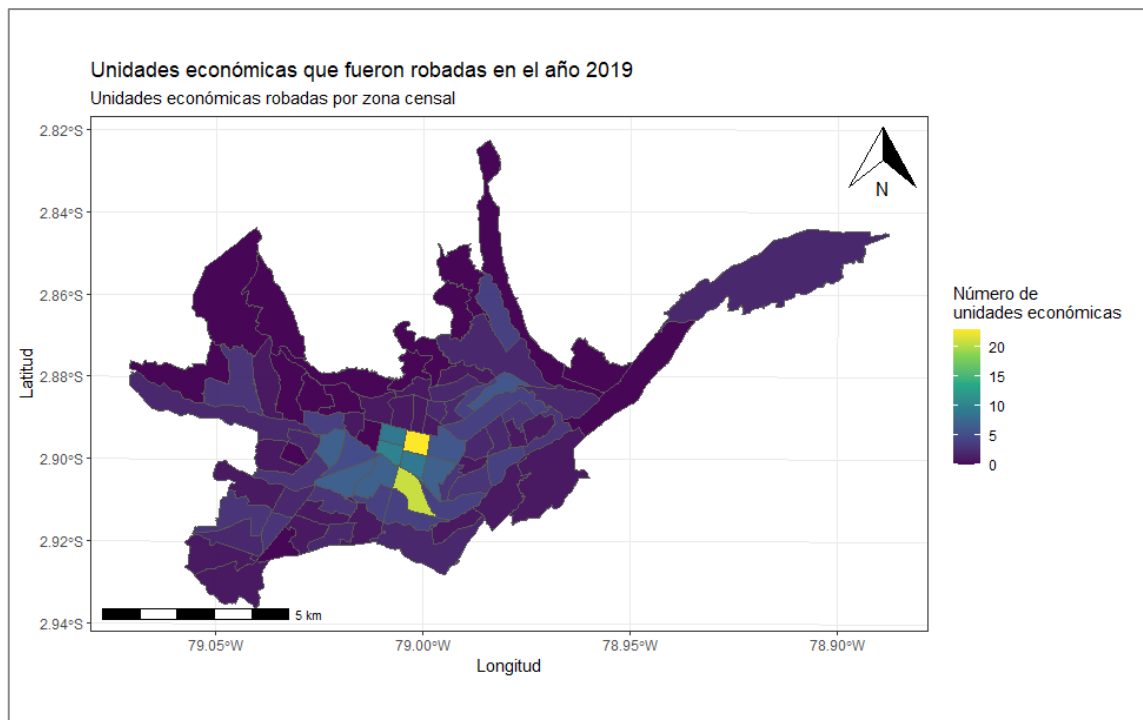 Unidades económicas que fueron robadas en el año 2019
Unidades económicas robadas por zona censal
2.82°S
2.84°S
2.86°S
2.88°S
2.90°S
2.92°S
2.94°S
Latitud
N
5 km
79.05°W
79.00°W
78.95°W
78.90°W
Longitud
Número de
unidades económicas
20
15
10
5
0